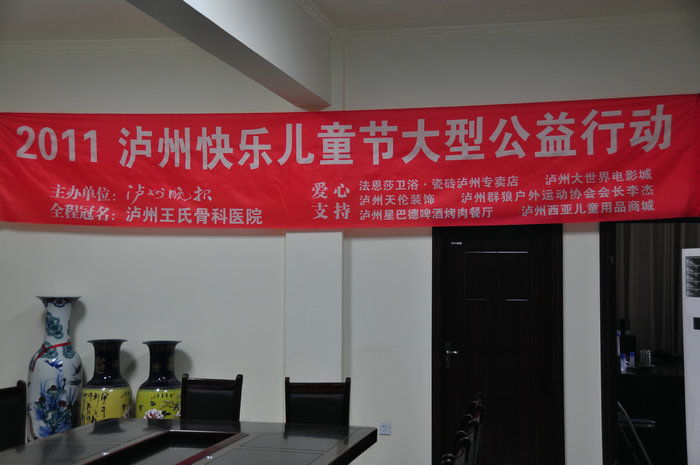 2011 泸州快乐儿童节大型公益行动
主办单位：泸州晚报
全程冠名：泸州王氏骨科医院
爱心支持
法恩莎卫浴·瓷砖泸州专卖店 泸州大世界电影城
泸州天伦装饰 泸州群狼户外运动协会会长李杰
泸州星巴德啤酒烤肉餐厅 泸州西亚儿童用品商城